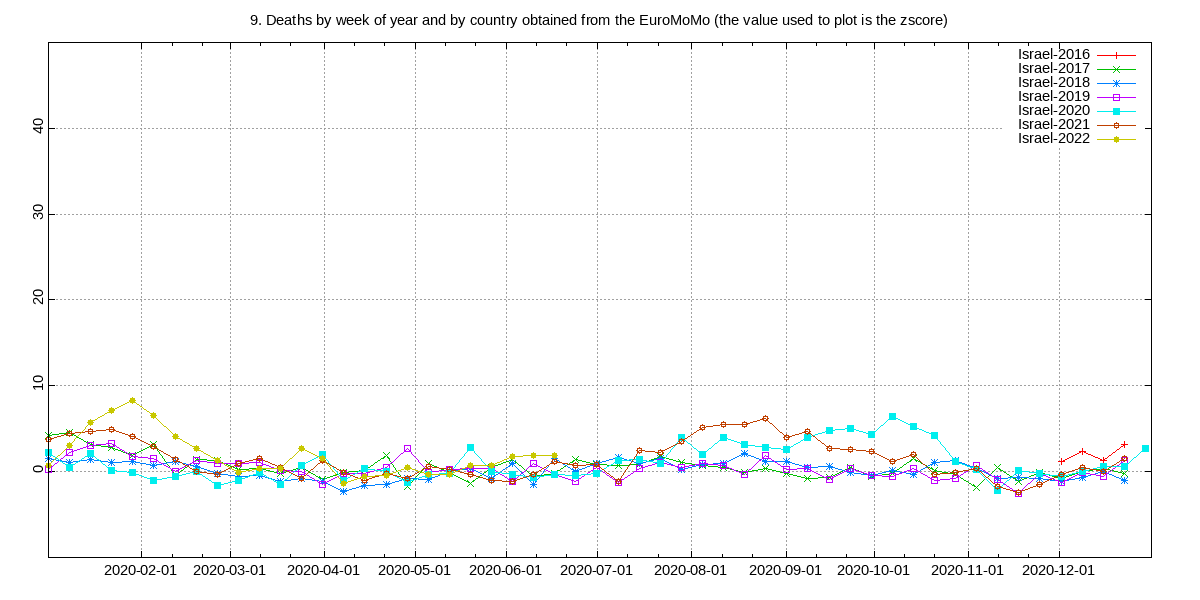 9. Deaths by week of year and by country obtained from the EuroMoMo (the value used to plot is the zscore)
Israel-2016
Israel-2017
Israel-2018
Israel-2019
Israel-2020
Israel-2021
Israel-2022
40
30
20
10
0
2020-02-01 2020-03-01 2020-04-01 2020-05-01 2020-06-01 2020-07-01 2020-08-01 2020-09-01 2020-10-01 2020-11-01 2020-12-01